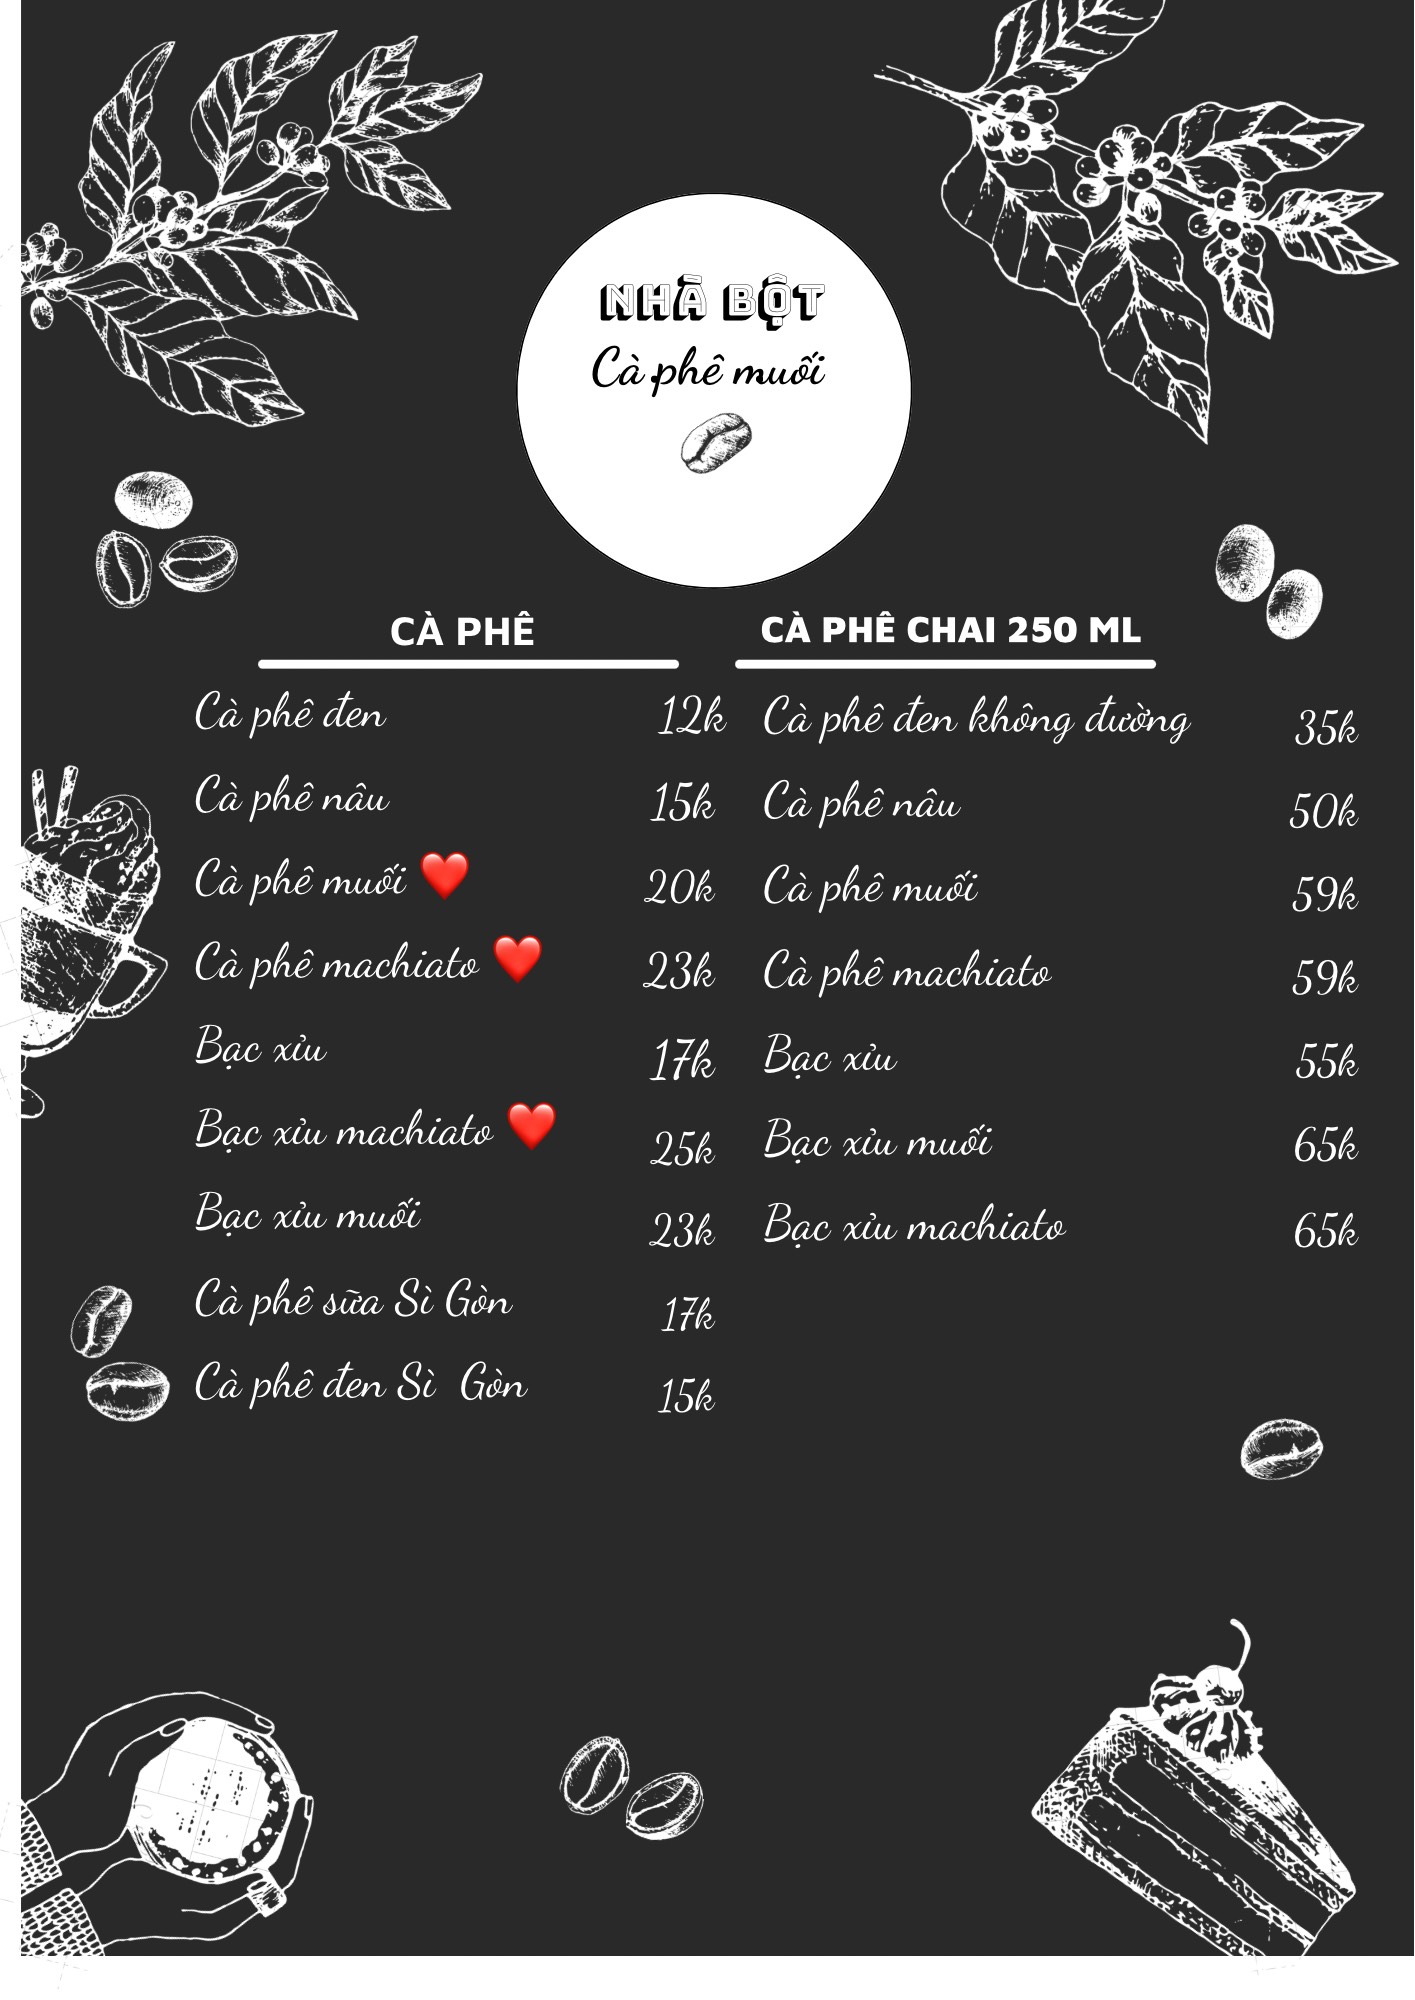 NHÀ BỘT
Cà phê muối
CÀ PHÊ
Cà phê đen 12k
Cà phê nâu 15k
Cà phê muối ❤️ 20k
Cà phê machiato ❤️ 23k
Bạc xỉu 17k
Bạc xỉu machiato ❤️ 25k
Bạc xỉu muối 23k
Cà phê sữa Sì Gòn 17k
Cà phê đen Sì Gòn 15k
CÀ PHÊ CHAI 250 ML
Cà phê đen không đường 35k
Cà phê nâu 50k
Cà phê muối 59k
Cà phê machiato 59k
Bạc xỉu 55k
Bạc xỉu muối 65k
Bạc xỉu machiato 65k